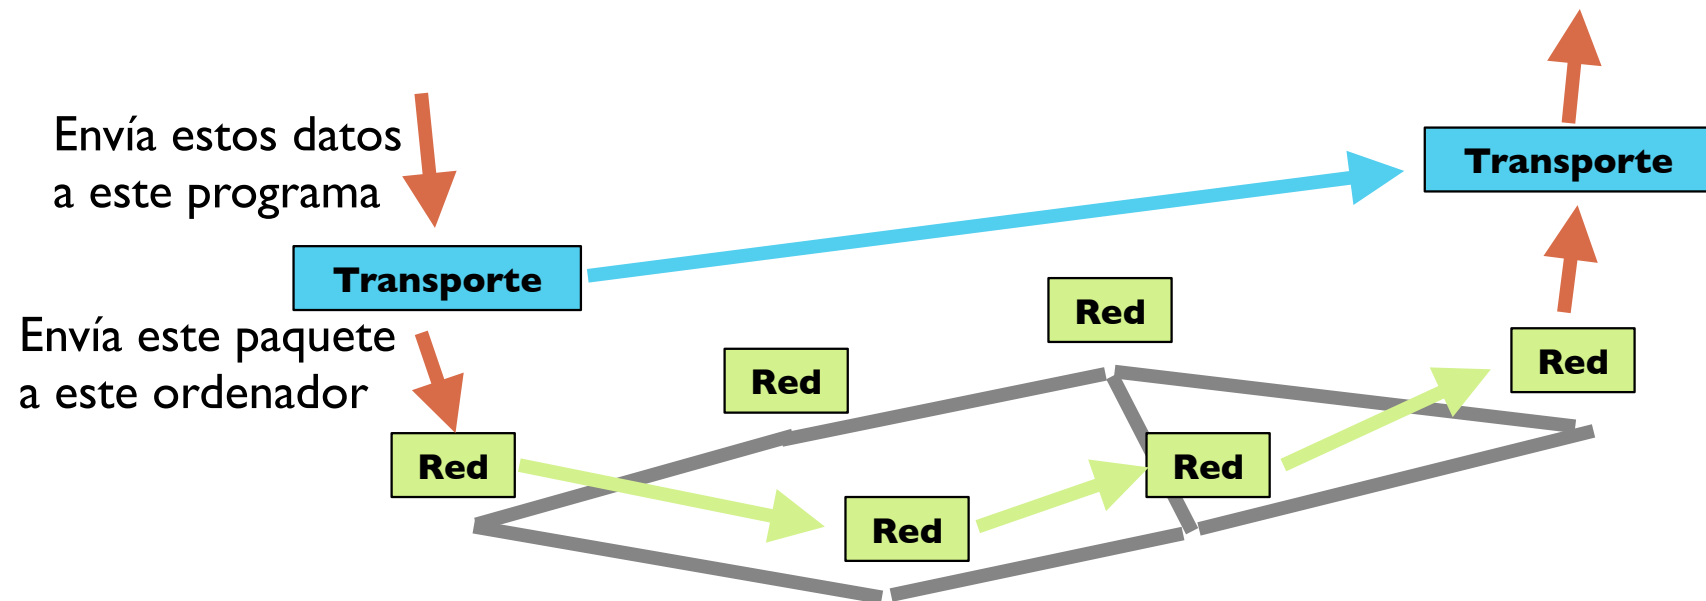 Envía estos datos
a este programa
Transporte
Transporte
Envía este paquete
a este ordenador
Red
Red
Red
Red
Red
Red